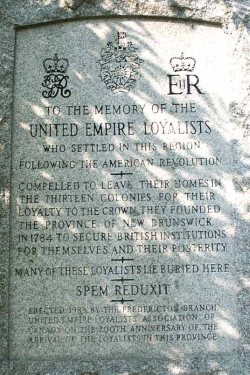 GR
E
ER
TO THE MEMORY OF THE
UNITED EMPIRE LOYALISTS
WHO SETTLED IN THIS REGION
FOLLOWING THE AMERICAN REVOLUTION
COMPELLED TO LEAVE THEIR HOMES IN
THE THIRTEEN COLONIES FOR THEIR
LOYALTY TO THE CROWN, THEY FOUNDED
THE PROVINCE OF NEW BRUNSWICK
IN 1784 TO SECURE BRITISH INSTITUTIONS
FOR THEMSELVES AND THEIR POSTERITY
MANY OF THESE LOYALISTS LIE BURIED HERE
SPEM REDUXIT
ERECTED 1983 BY THE FREDERICTON BRANCH
UNITED EMPIRE LOYALISTS' ASSOCIATION OF
CANADA ON THE 200TH ANNIVERSARY OF THE
ARRIVAL OF THE LOYALISTS IN THIS PROVINCE